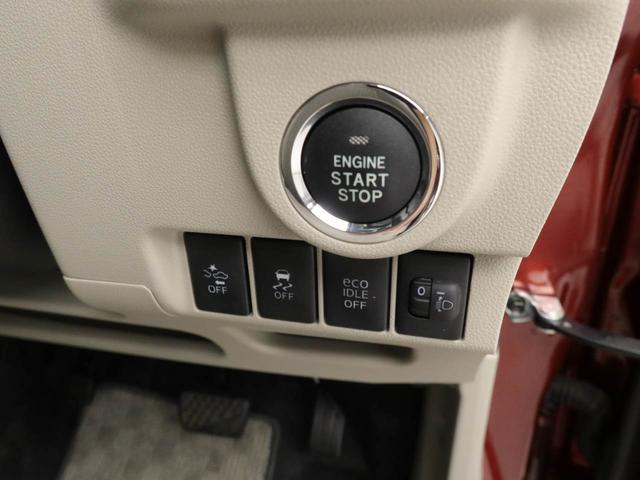 ENGINE
START
STOP
OFF
OFF
eco
IDLE
OFF
0